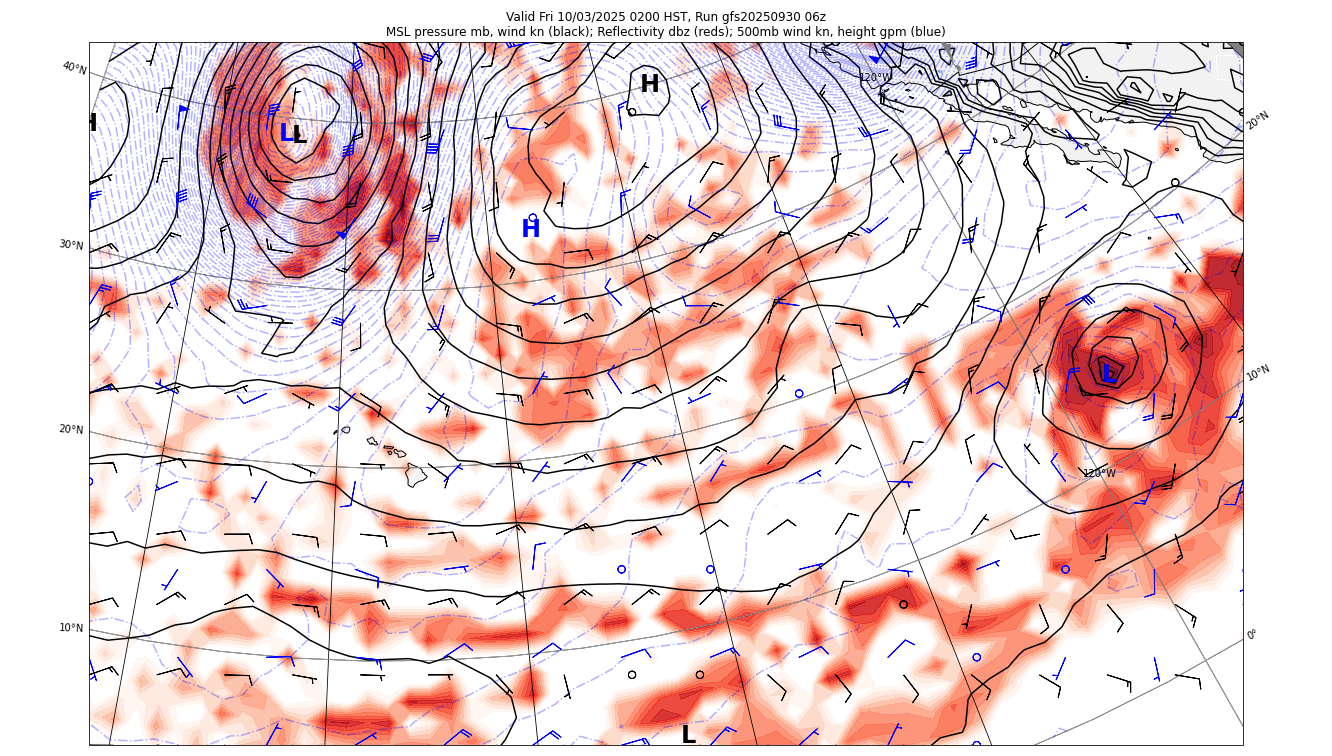 Valid Fri 10/03/2025 0200 HST, Run gfs20250930 06z
MSL pressure mb, wind kn (black); Reflectivity dbz (reds); 500mb wind kn, height gpm (blue)
40°N
120°W
H
20°N
H
L
L
30°N
H
10°N
L
20°N
120°W
10°N
0°
L